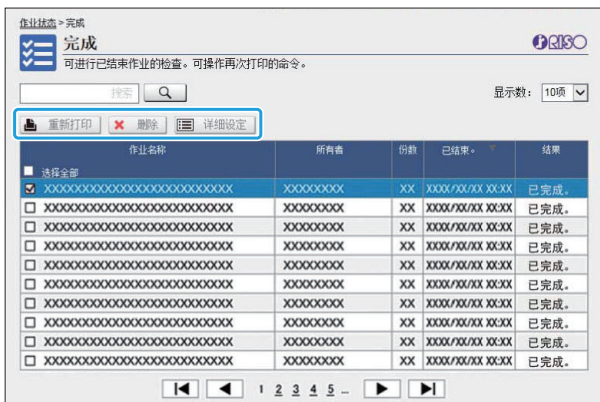 作业状态 > 完成
完成
RISO
可进行已结束作业的检查。可操作再次打印的命令。
搜索
显示数： 10项
重新打印 删除 详细设定
作业名称 所有者 份数 已结束。 结果
选择全部
XXXXXXXXXXXXXXXXXXXXXXXXX XXXXXXXX XX XXXX/XX/XX XX:XX 已完成。
XXXXXXXXXXXXXXXXXXXXXXXXX XXXXXXXX XX XXXX/XX/XX XX:XX 已完成。
XXXXXXXXXXXXXXXXXXXXXXXXX XXXXXXXX XX XXXX/XX/XX XX:XX 已完成。
XXXXXXXXXXXXXXXXXXXXXXXXX XXXXXXXX XX XXXX/XX/XX XX:XX 已完成。
XXXXXXXXXXXXXXXXXXXXXXXXX XXXXXXXX XX XXXX/XX/XX XX:XX 已完成。
XXXXXXXXXXXXXXXXXXXXXXXXX XXXXXXXX XX XXXX/XX/XX XX:XX 已完成。
XXXXXXXXXXXXXXXXXXXXXXXXX XXXXXXXX XX XXXX/XX/XX XX:XX 已完成。
XXXXXXXXXXXXXXXXXXXXXXXXX XXXXXXXX XX XXXX/XX/XX XX:XX 已完成。
XXXXXXXXXXXXXXXXXXXXXXXXX XXXXXXXX XX XXXX/XX/XX XX:XX 已完成。
XXXXXXXXXXXXXXXXXXXXXXXXX XXXXXXXX XX XXXX/XX/XX XX:XX 已完成。
1 2 3 4 5 ...